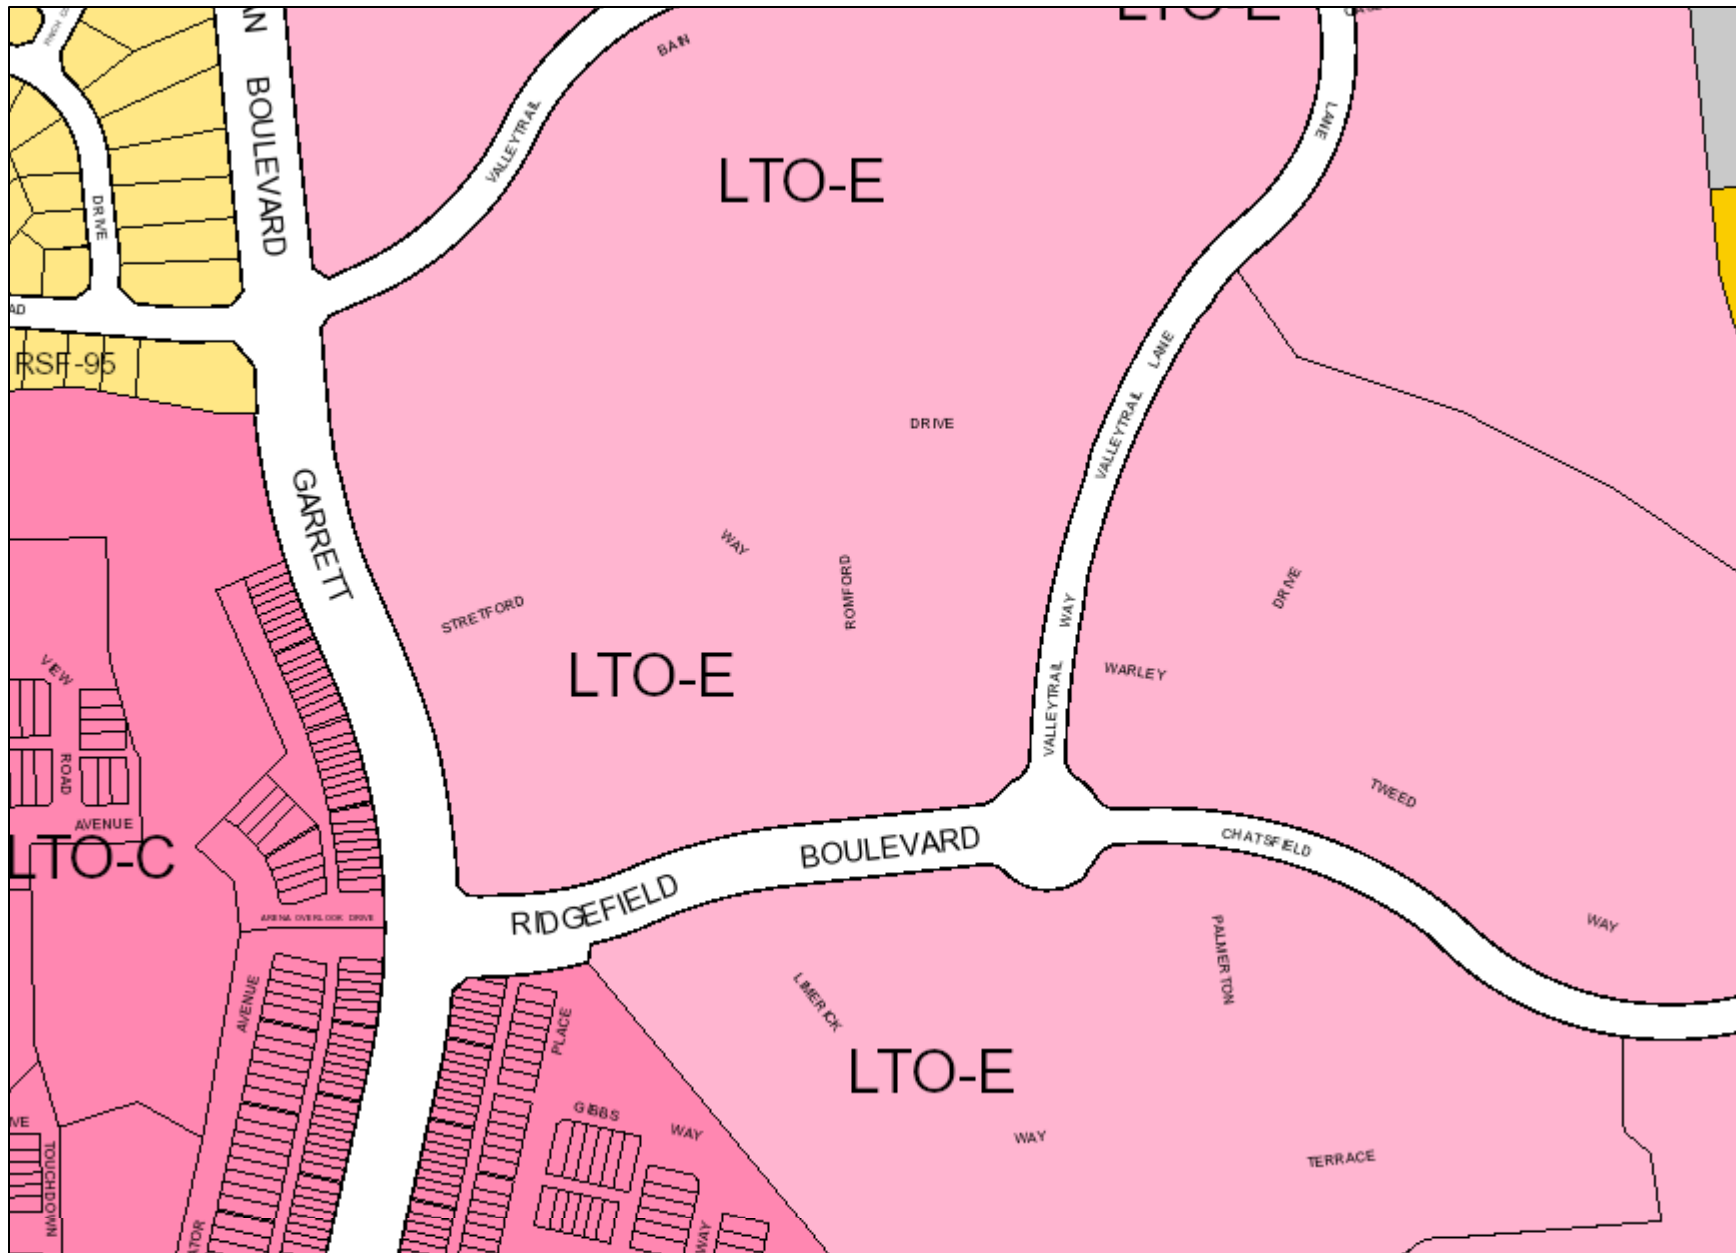 LTO-E
LANE
BAIN
BOULEVARD
VALLEYTRAIL
LTO-E
DRIVE
RSF-95
LANE
VALLEYTRAIL
DRIVE
GARRETT
WAY
ROMFORD
STRETFORD
DRIVE
WAY
VIEW
LTO-E
WARLEY
VALLEYTRAIL
ROAD
TWEED
AVENUE
LTO-C
BOULEVARD
CHATSFIELD
RIDGEFIELD
ARENA OVERLOOK DRIVE
WAY
PALMERTON
AVENUE
LIMERICK
PLACE
LTO-E
GIBBS
WAY
WAY
TERRACE
TOUCHDOWN
WAY